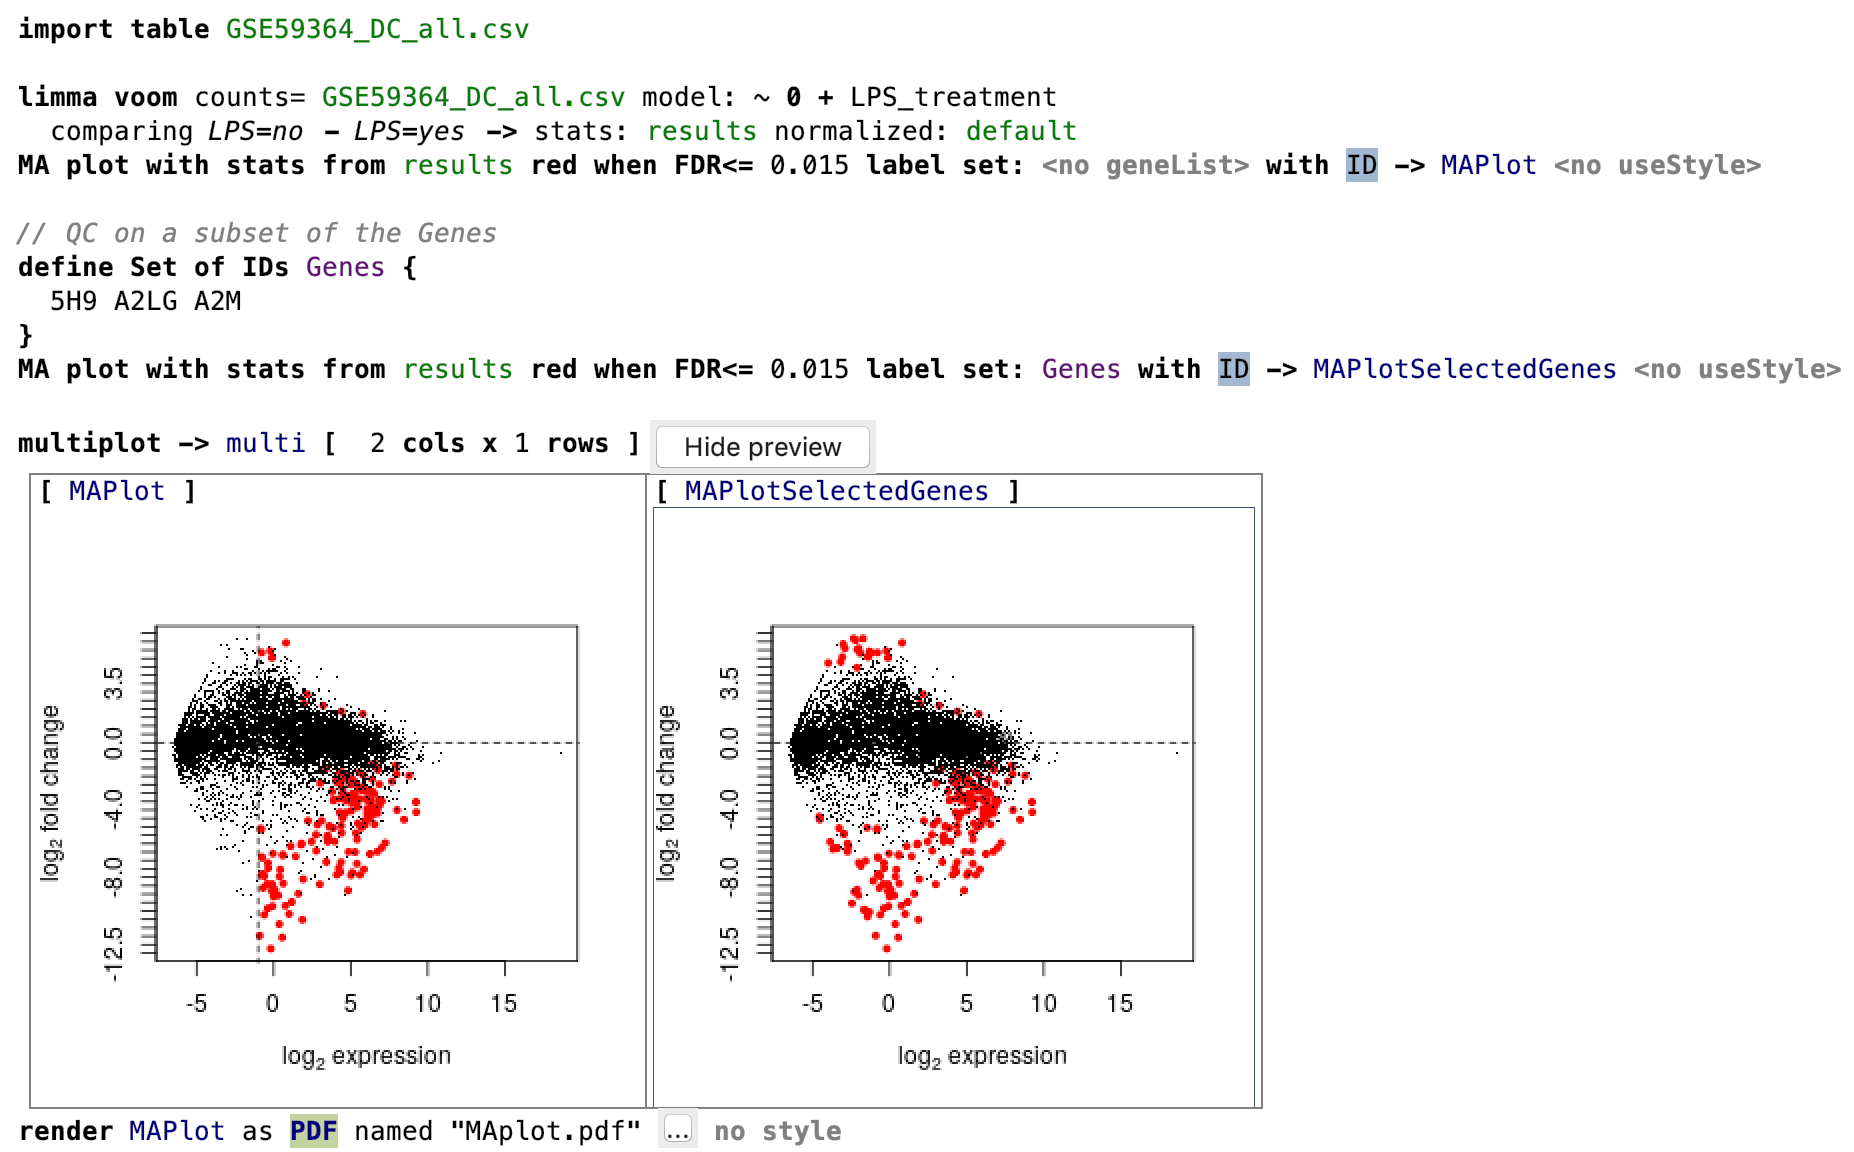 import table GSE59364_DC_all.csv
limma voom counts= GSE59364_DC_all.csv model: ~ 0 + LPS_treatment
comparing LPS=no - LPS=yes -> stats: results normalized: default
MA plot with stats from results red when FDR<= 0.015 label set: <no geneList> with ID -> MAPlot <no useStyle>
// QC on a subset of the Genes
define Set of IDs Genes {
5H9 A2LG A2M
}
MA plot with stats from results red when FDR<= 0.015 label set: Genes with ID -> MAPlotSelectedGenes <no useStyle>
multiplot -> multi [ 2 cols x 1 rows ] Hide preview
[ MAPlot ]
log2 fold change
3.5
0.0
-4.0
-8.0
-12.5
-5 0 5 10 15
log2 expression
[ MAPlotSelectedGenes ]
log2 fold change
3.5
0.0
-4.0
-8.0
-12.5
-5 0 5 10 15
log2 expression
render MAPlot as PDF named "MAplot.pdf" ... no style